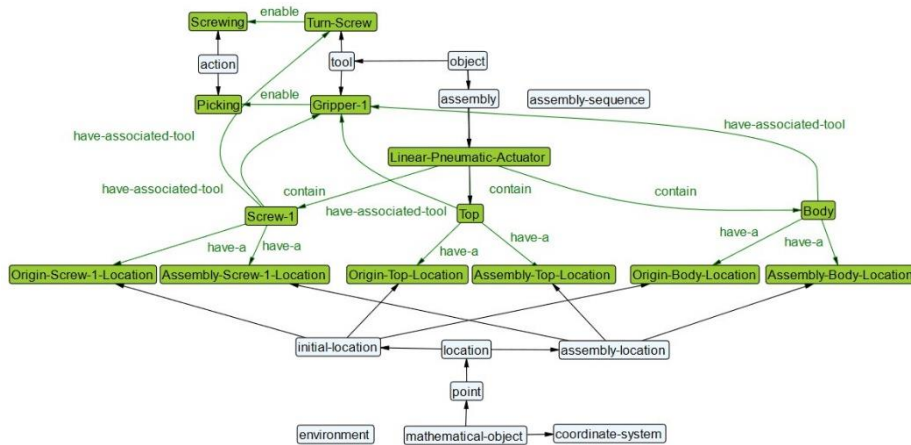 Screwing
enable
Turn-Screw
action
tool
object
Picking
enable
Gripper-1
assembly
assembly-sequence
have-associated-tool
have-associated-tool
Linear-Pneumatic-Actuator
have-associated-tool
contain
have-associated-tool
contain
contain
Screw-1
Top
Body
have-a
have-a
have-a
have-a
have-a
have-a
Origin-Screw-1-Location
Assembly-Screw-1-Location
Origin-Top-Location
Assembly-Top-Location
Origin-Body-Location
Assembly-Body-Location
initial-location
location
assembly-location
point
environment
mathematical-object
coordinate-system